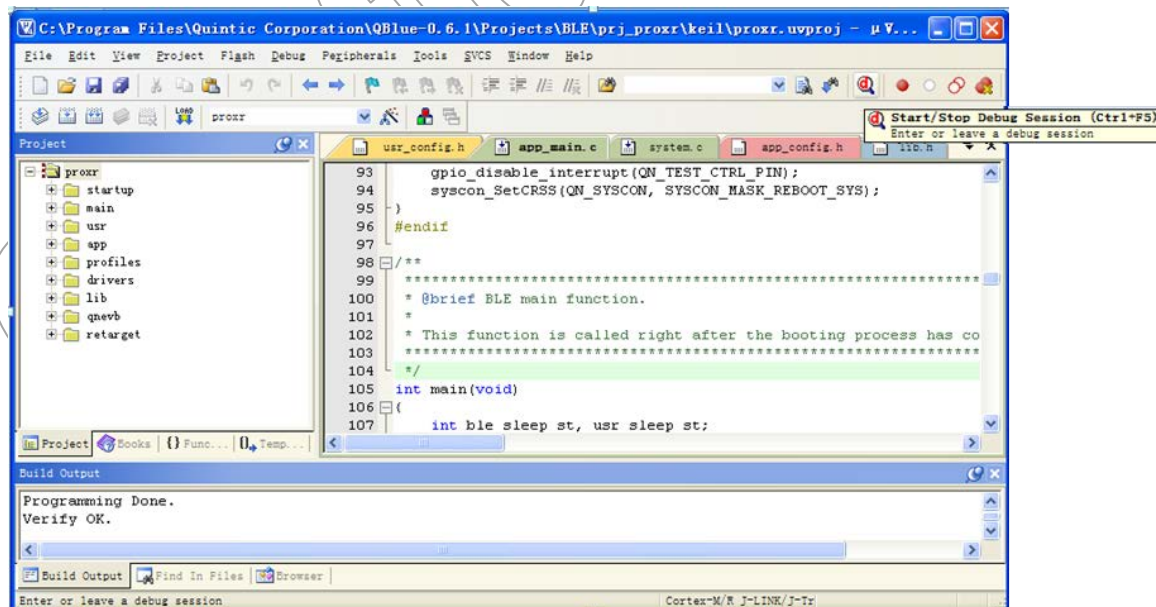 C:\Program Files\Quintic Corporation\QBlue-0.6.1\Projects\BLE\prj_proxr\keil\proxr.uvproj - µV...
File Edit View Project Flash Debug Peripherals Tools SVCS Window Help
LOAD proxr
Start/Stop Debug Session (Ctrl+F5)
Enter or leave a debug session
Project
usr_config.h app_main.c system.c app_config.h lib.h
proxr
startup
main
usr
app
profiles
drivers
lib
qnevb
retarget
93 gpio_disable_interrupt(QN_TEST_CTRL_PIN);
94 syscon_SetCRSS(QN_SYSCON, SYSCON_MASK_REBOOT_SYS);
95 }
96 #endif
97
98 /**
99 ****************************************************************
100 * @brief BLE main function.
101 *
102 * This function is called right after the booting process has co
103 ****************************************************************
104 */
105 int main(void)
106 {
107 int ble_sleep_st, usr_sleep_st;
Project Books {} Func... Temp...
Build Output
Programming Done.
Verify OK.
Build Output Find In Files Browser
Enter or leave a debug session Cortex-M/R J-LINK/J-Tr